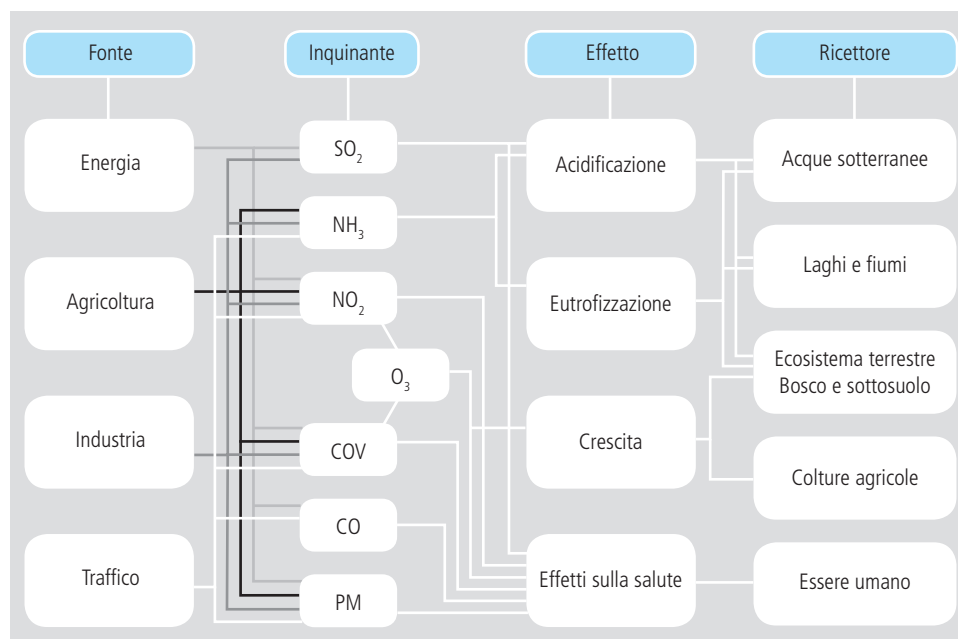 Fonte
Inquinante
Effetto
Ricettore
Energia
Agricoltura
Industria
Traffico
SO₂
NH₃
NO₂
O₃
COV
CO
PM
Acidificazione
Eutrofizzazione
Crescita
Effetti sulla salute
Acque sotterranee
Laghi e fiumi
Ecosistema terrestre
Bosco e sottosuolo
Colture agricole
Essere umano